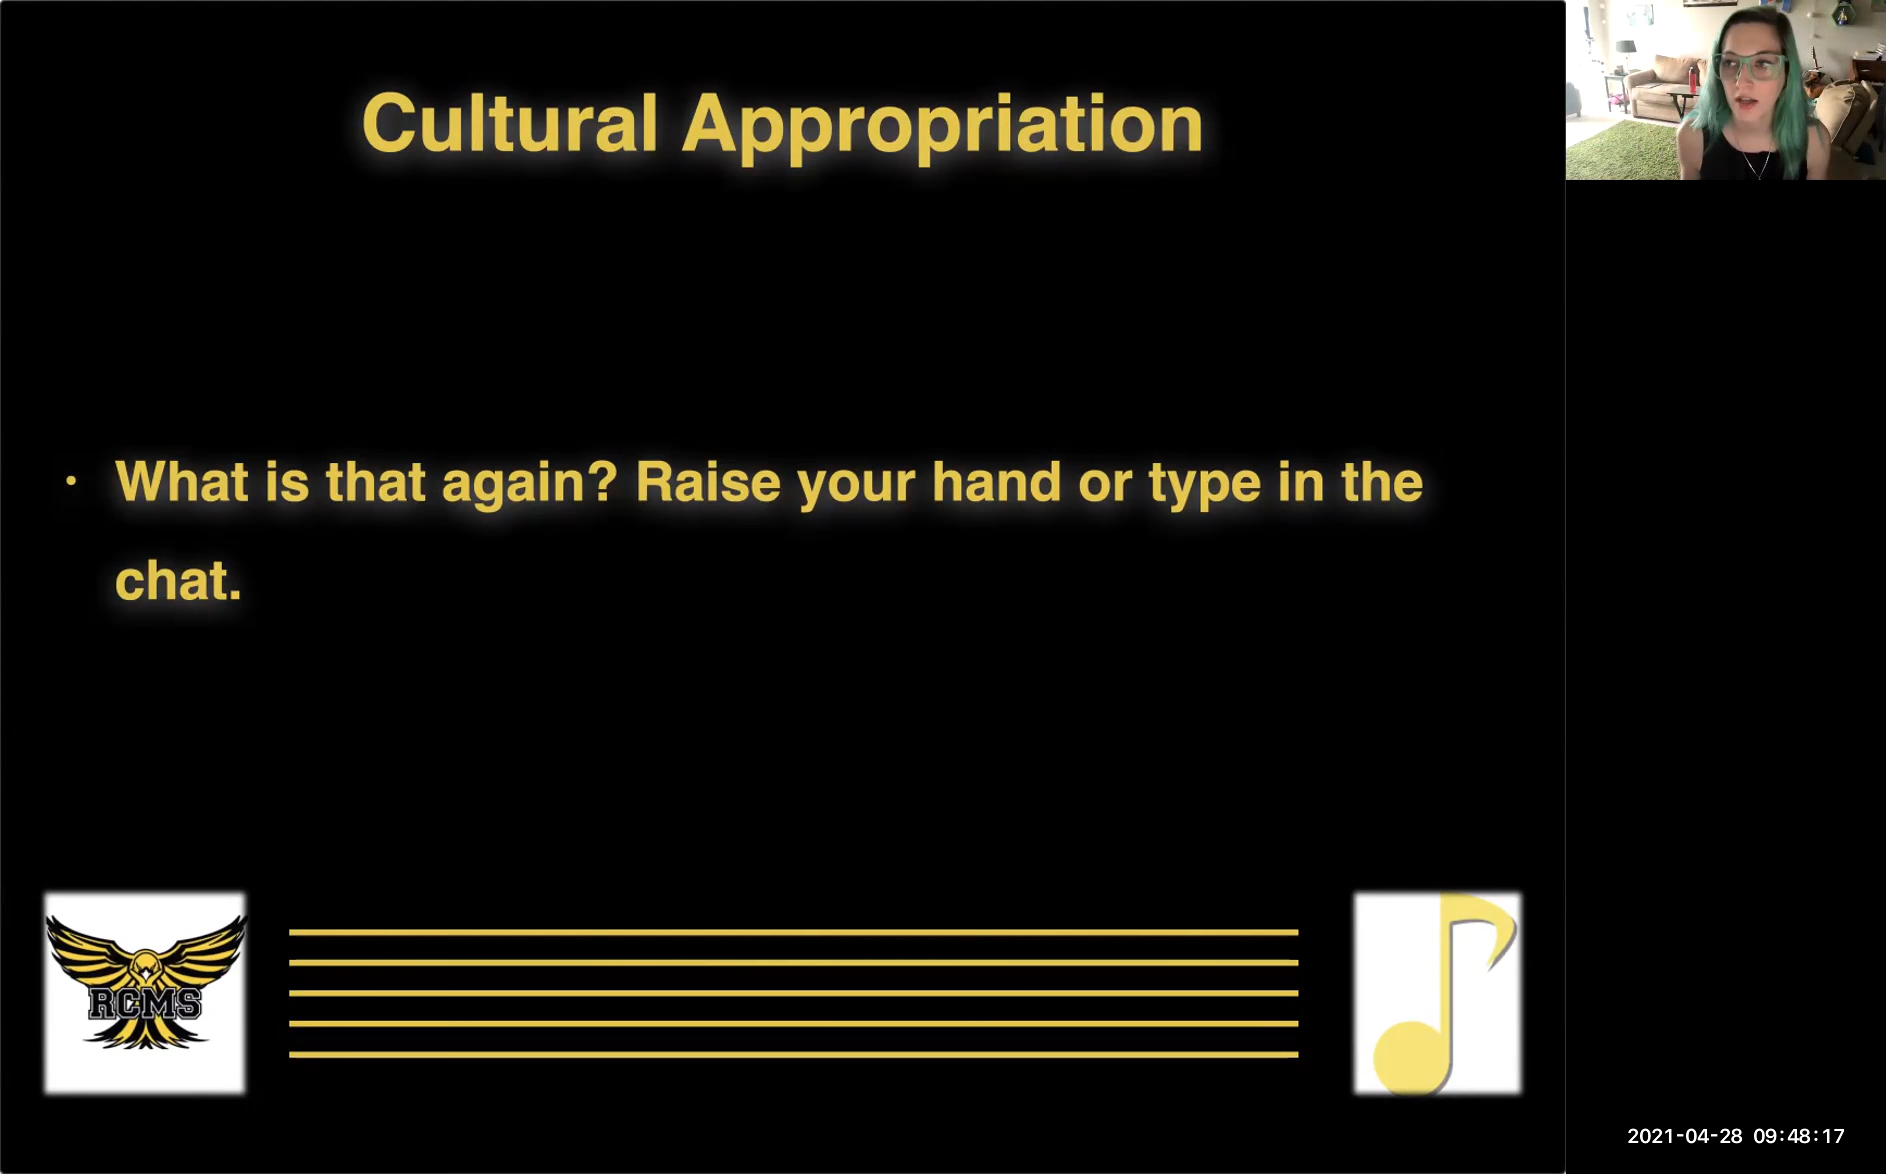 Cultural Appropriation
• What is that again? Raise your hand or type in the
chat.
RCMS
2021-04-28 09:48:17